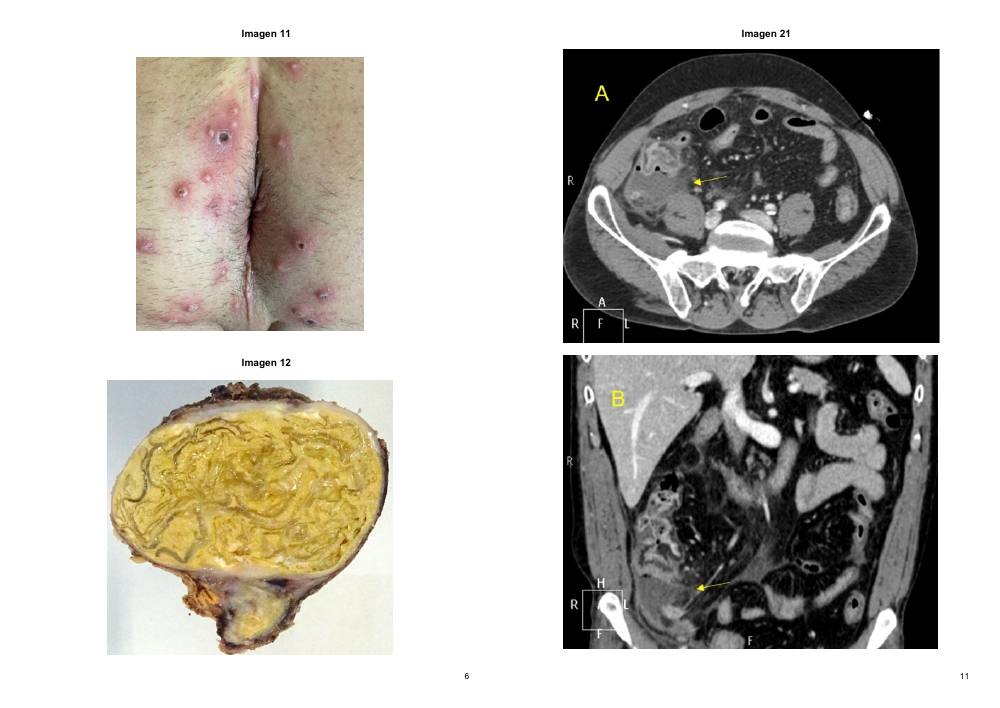 Imagen 11
Imagen 12
6
Imagen 21
A
R
A
R F L
B
R
H
R A L
F
F
11